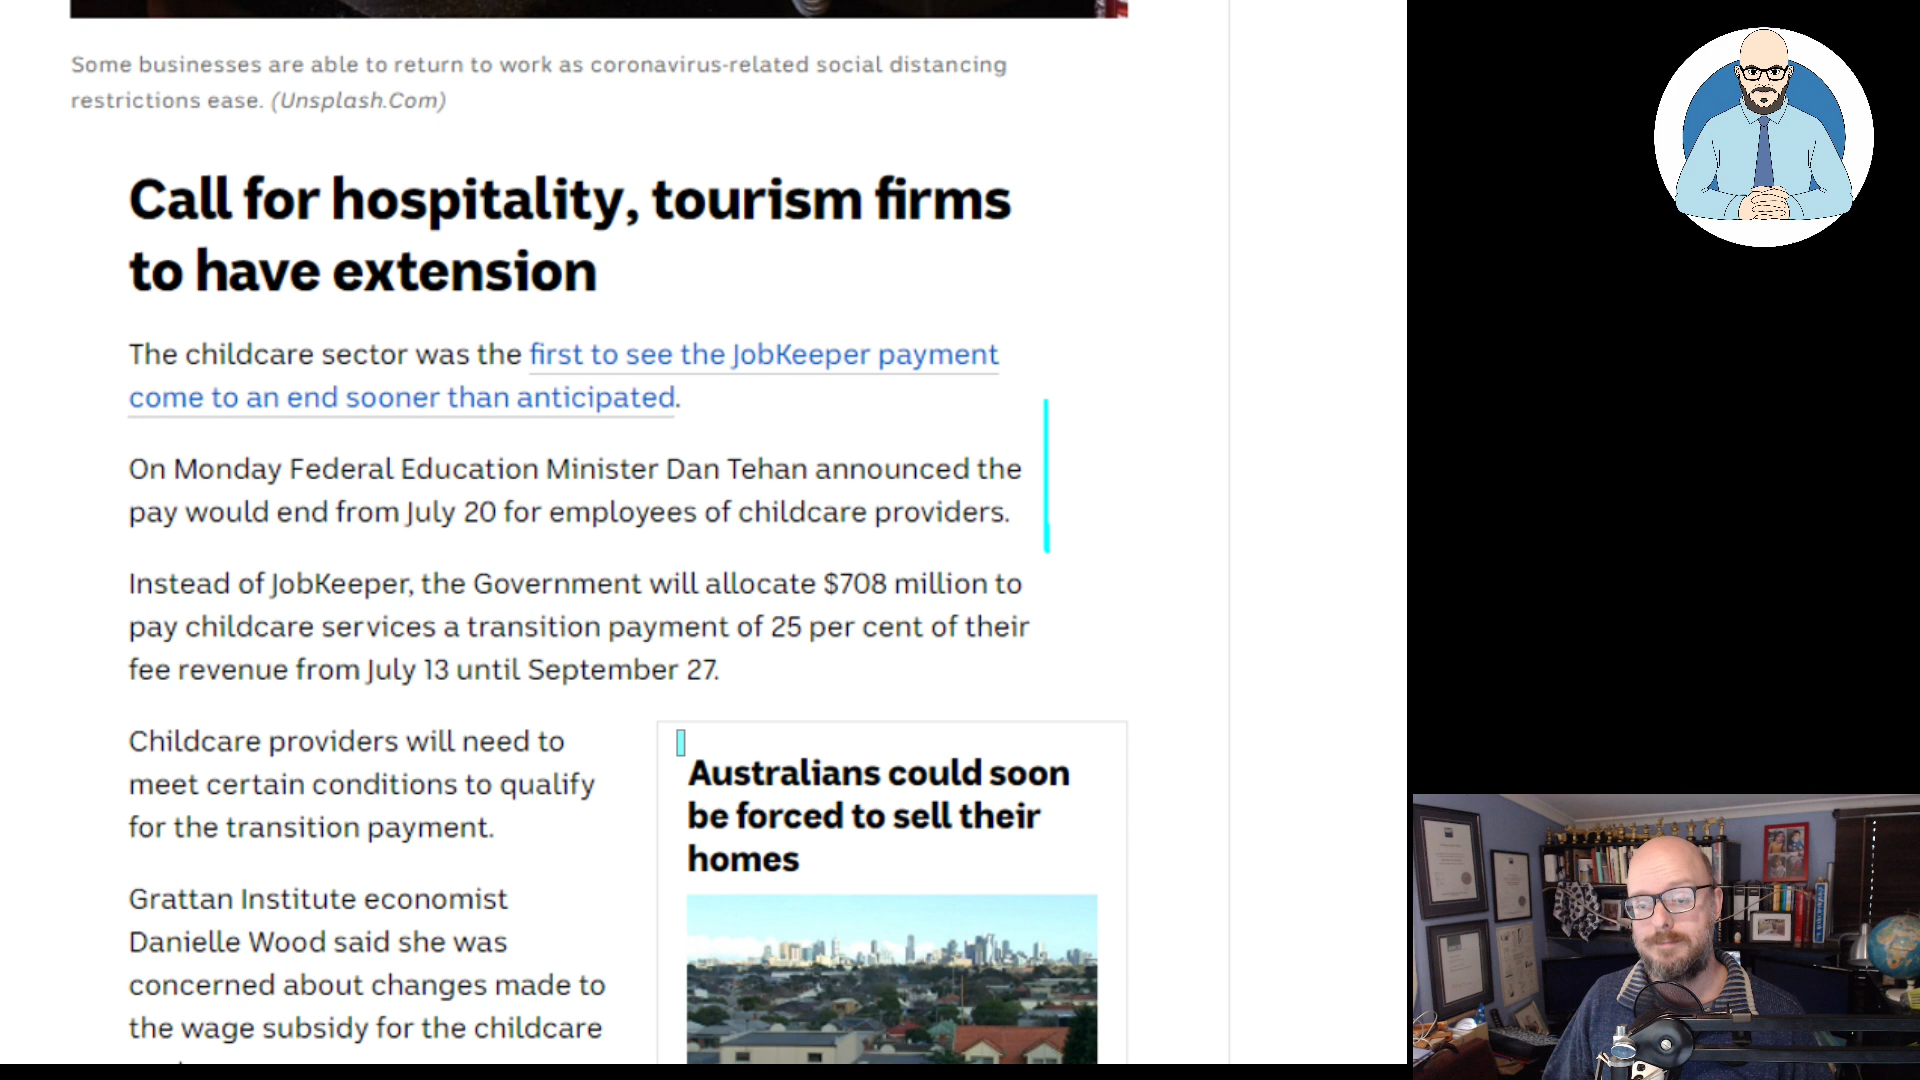 Some businesses are able to return to work as coronavirus-related social distancing
restrictions ease. (Unsplash.Com)
Call for hospitality, tourism firms
to have extension
The childcare sector was the first to see the JobKeeper payment
come to an end sooner than anticipated.
On Monday Federal Education Minister Dan Tehan announced the
pay would end from July 20 for employees of childcare providers.
Instead of JobKeeper, the Government will allocate $708 million to
pay childcare services a transition payment of 25 per cent of their
fee revenue from July 13 until September 27.
Childcare providers will need to
meet certain conditions to qualify
for the transition payment.
Grattan Institute economist
Danielle Wood said she was
concerned about changes made to
the wage subsidy for the childcare
Australians could soon
be forced to sell their
homes